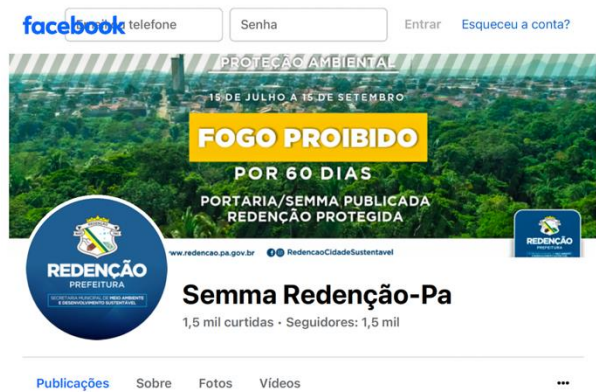 facebook
Email ou telefone
Senha
Entrar
Esqueceu a conta?
PROTEÇÃO AMBIENTAL
15 DE JULHO A 15 DE SETEMBRO
FOGO PROIBIDO
POR 60 DIAS
PORTARIA/SEMMA PUBLICADA
REDENÇÃO PROTEGIDA
www.redencao.pa.gov.br
RedencaoCidadeSustentavel
REDENÇÃO
PREFEITURA
REDENÇÃO
PREFEITURA
SECRETARIA MUNICIPAL DE MEIO AMBIENTE
E DESENVOLVIMENTO SUSTENTÁVEL
Semma Redenção-Pa
1,5 mil curtidas • Seguidores: 1,5 mil
Publicações
Sobre
Fotos
Vídeos